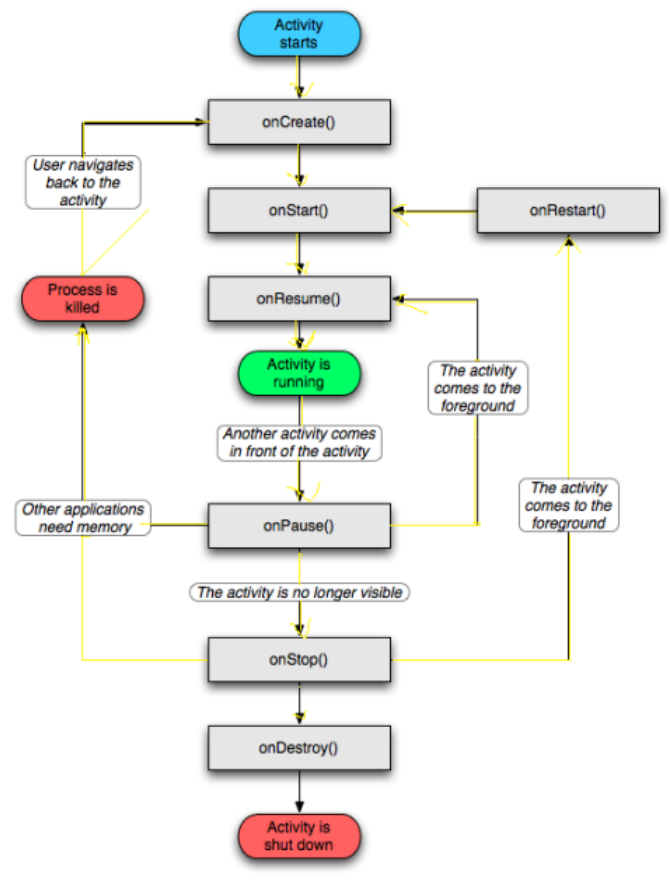 Activity
starts
onCreate()
User navigates
back to the
activity
onStart()
onRestart()
Process is
killed
onResume()
Activity is
running
The activity
comes to the
foreground
Another activity comes
in front of the activity
The activity
comes to the
foreground
Other applications
need memory
onPause()
The activity is no longer visible
onStop()
onDestroy()
Activity is
shut down